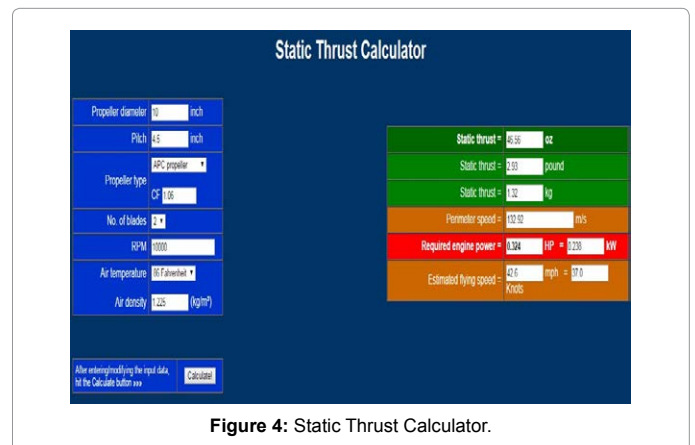 Static Thrust Calculator
Propeller diameter 10 inch
Pitch 4.5 inch
Propeller type APC propeller
CF 1.06
No. of blades 2
RPM 10000
Air temperature 86 Fahrenheit
Air density 1.225 (kg/m³)
After entering/modifying the input data,
hit the Calculate button »»»
Calculate!
Static thrust = 46.56 oz
Static thrust = 2.93 pound
Static thrust = 1.32 kg
Perimeter speed = 132.92 m/s
Required engine power = 0.324 HP = 0.238 kW
Estimated flying speed = 42.6 mph = 37.0
Knots
Figure 4: Static Thrust Calculator.